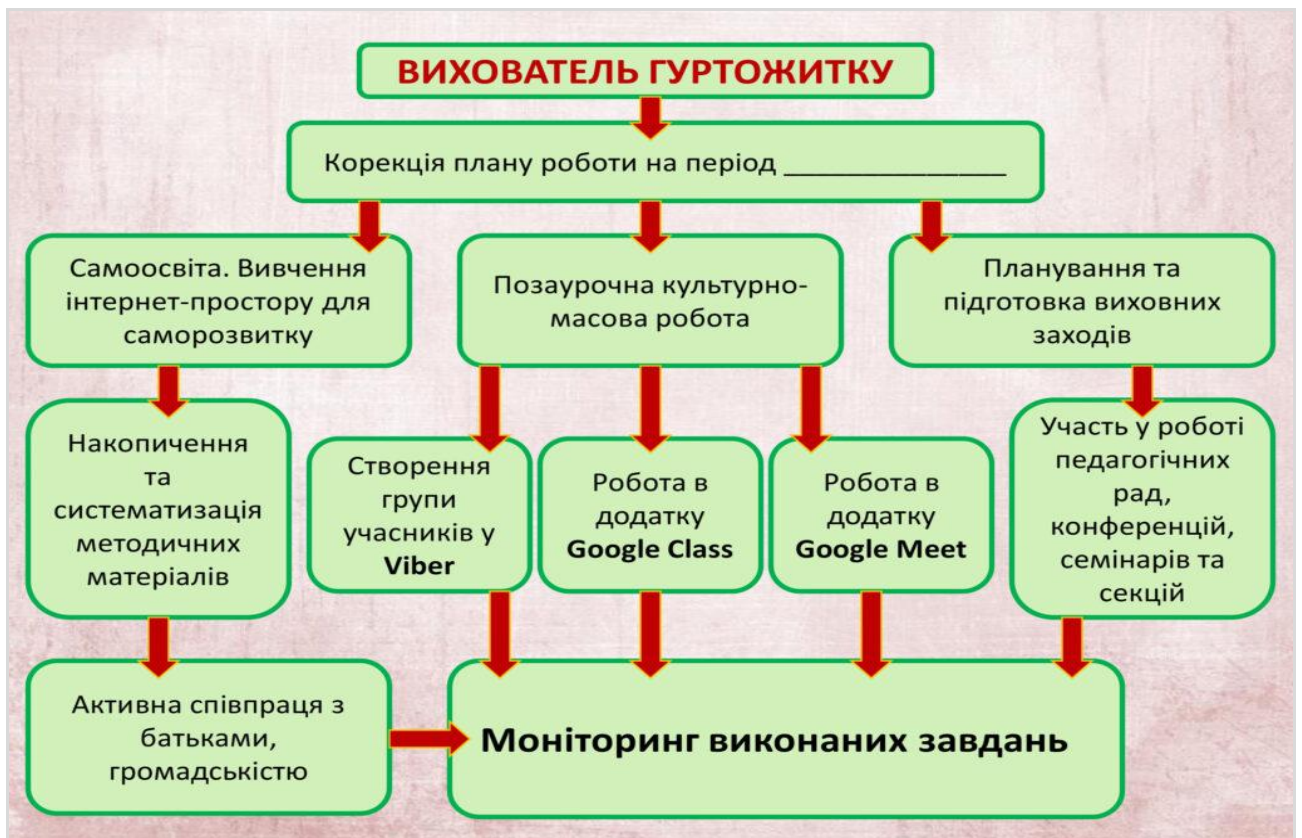 ВИХОВАТЕЛЬ ГУРТОЖИТКУ
Корекція плану роботи на період _______________
Самоосвіта. Вивчення
інтернет-простору для
саморозвитку
Позаурочна культурно-
масова робота
Планування та
підготовка виховних
заходів
Накопичення
та
систематизація
методичних
матеріалів
Створення
групи
учасників у
Viber
Робота в
додатку
Google Class
Робота в
додатку
Google Meet
Участь у роботі
педагогічних
рад,
конференцій,
семінарів та
секцій
Активна співпраця з
батьками,
громадськістю
Моніторинг виконаних завдань